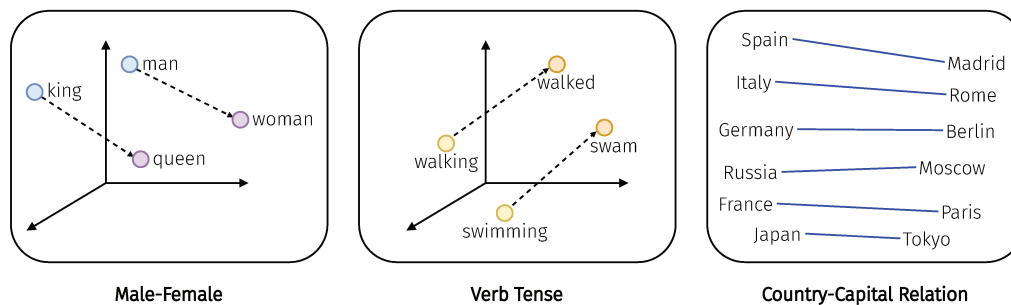 man
king
woman
queen
Male-Female
walked
walking
swam
swimming
Verb Tense
Spain
Madrid
Italy
Rome
Germany
Berlin
Russia
Moscow
France
Paris
Japan
Tokyo
Country-Capital Relation